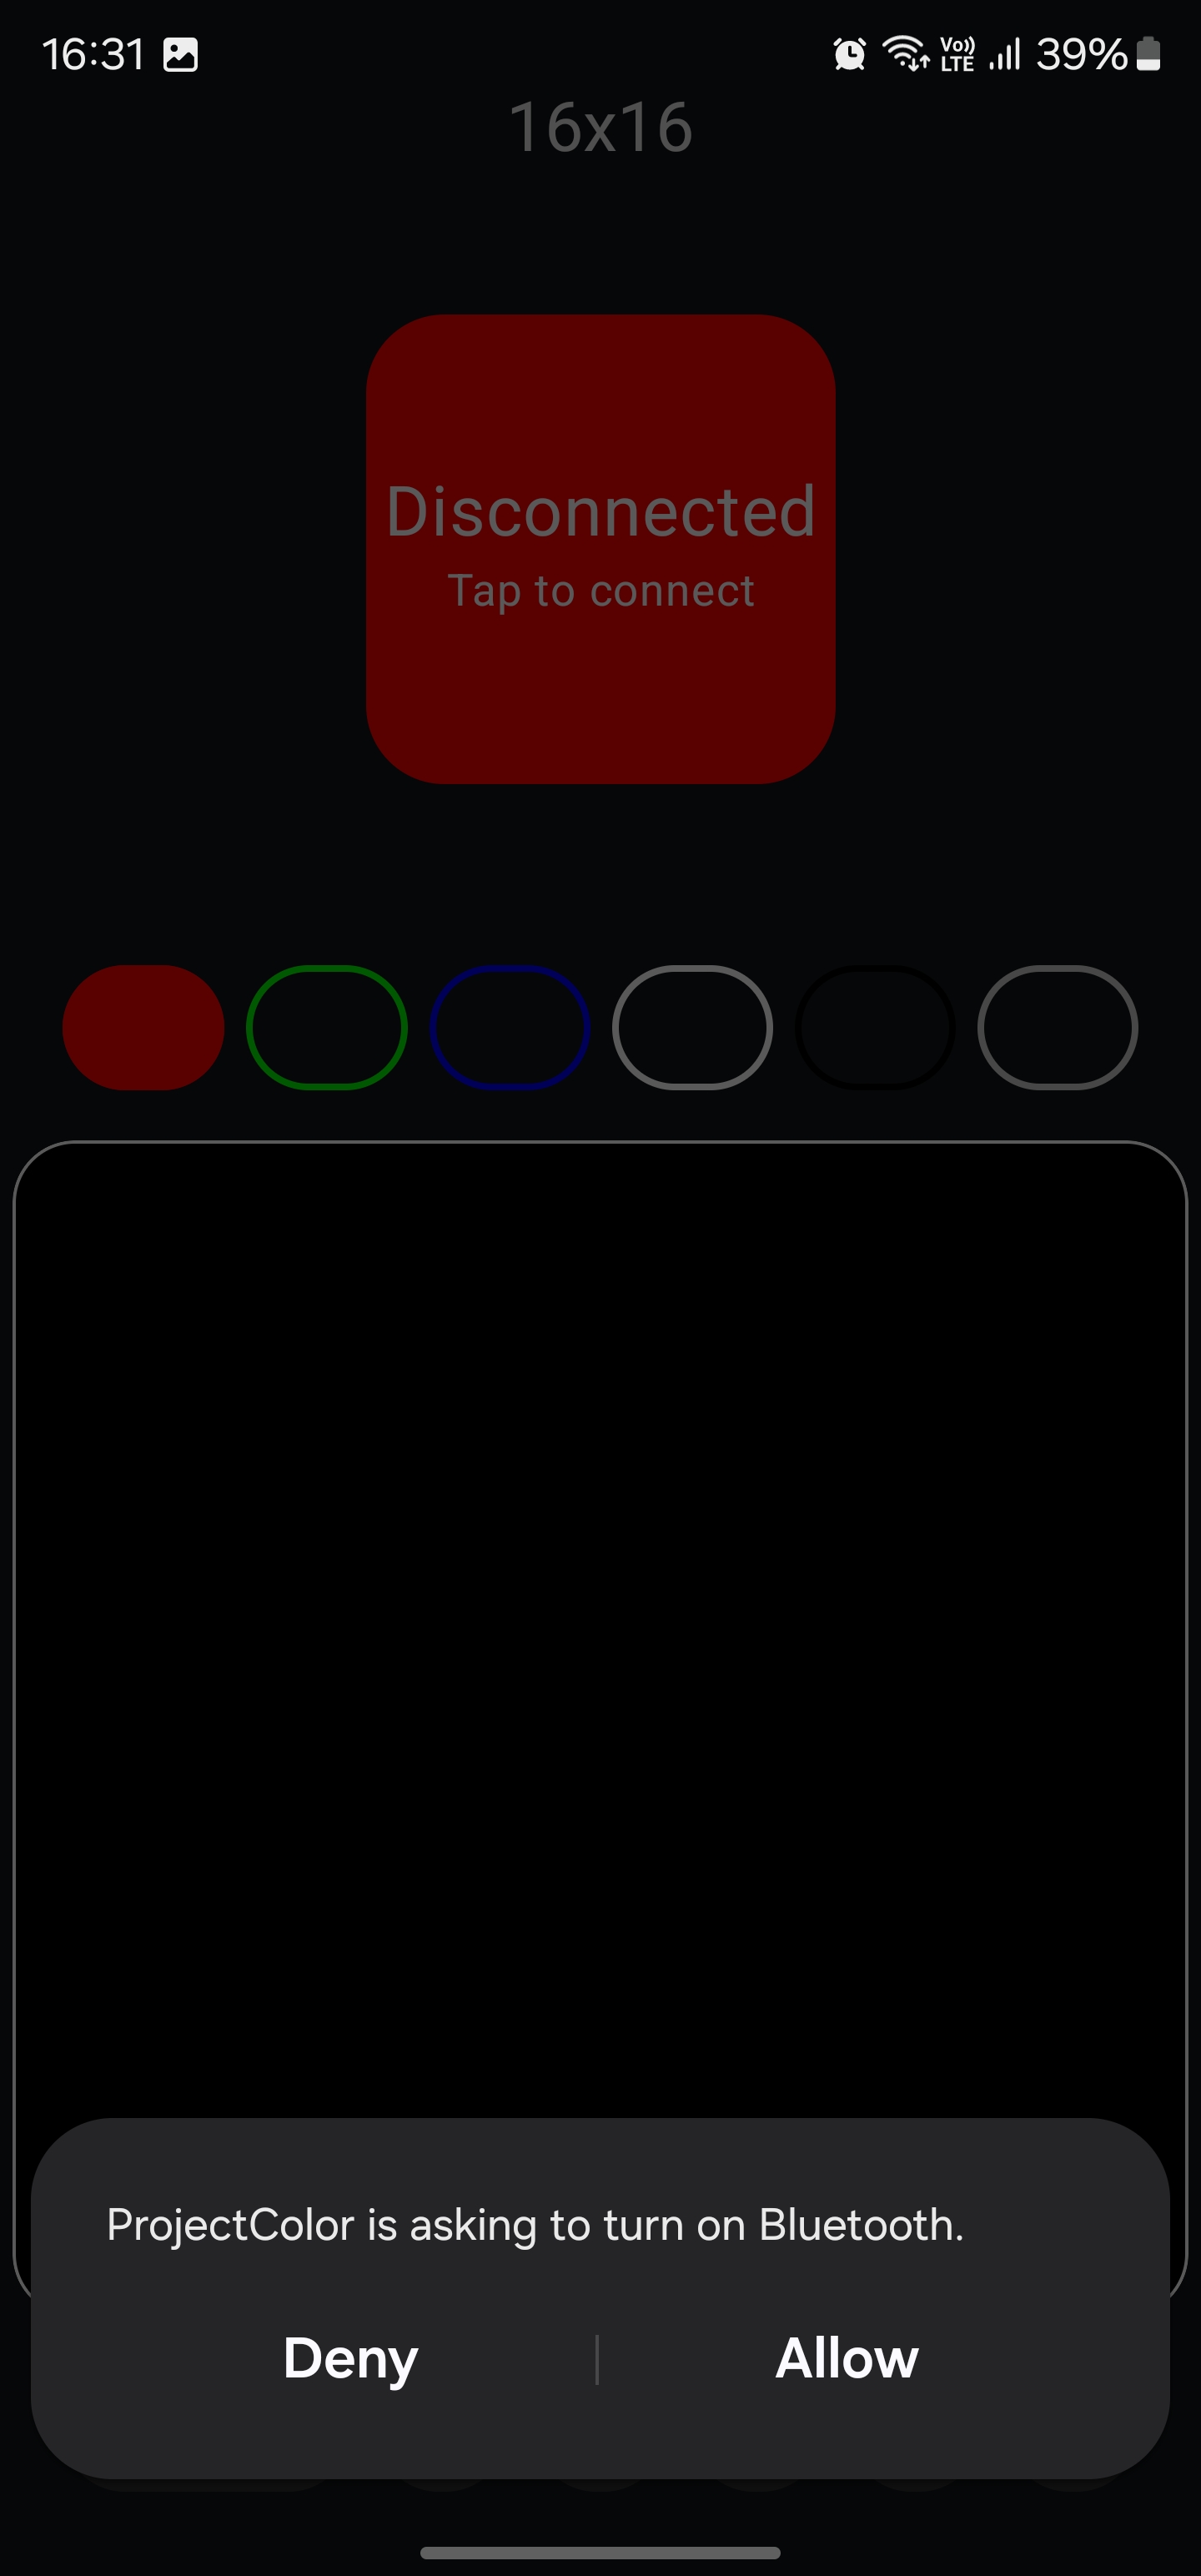 16:31
Vo)) LTE 39%
16x16
Disconnected
Tap to connect
ProjectColor is asking to turn on Bluetooth.
Deny
Allow